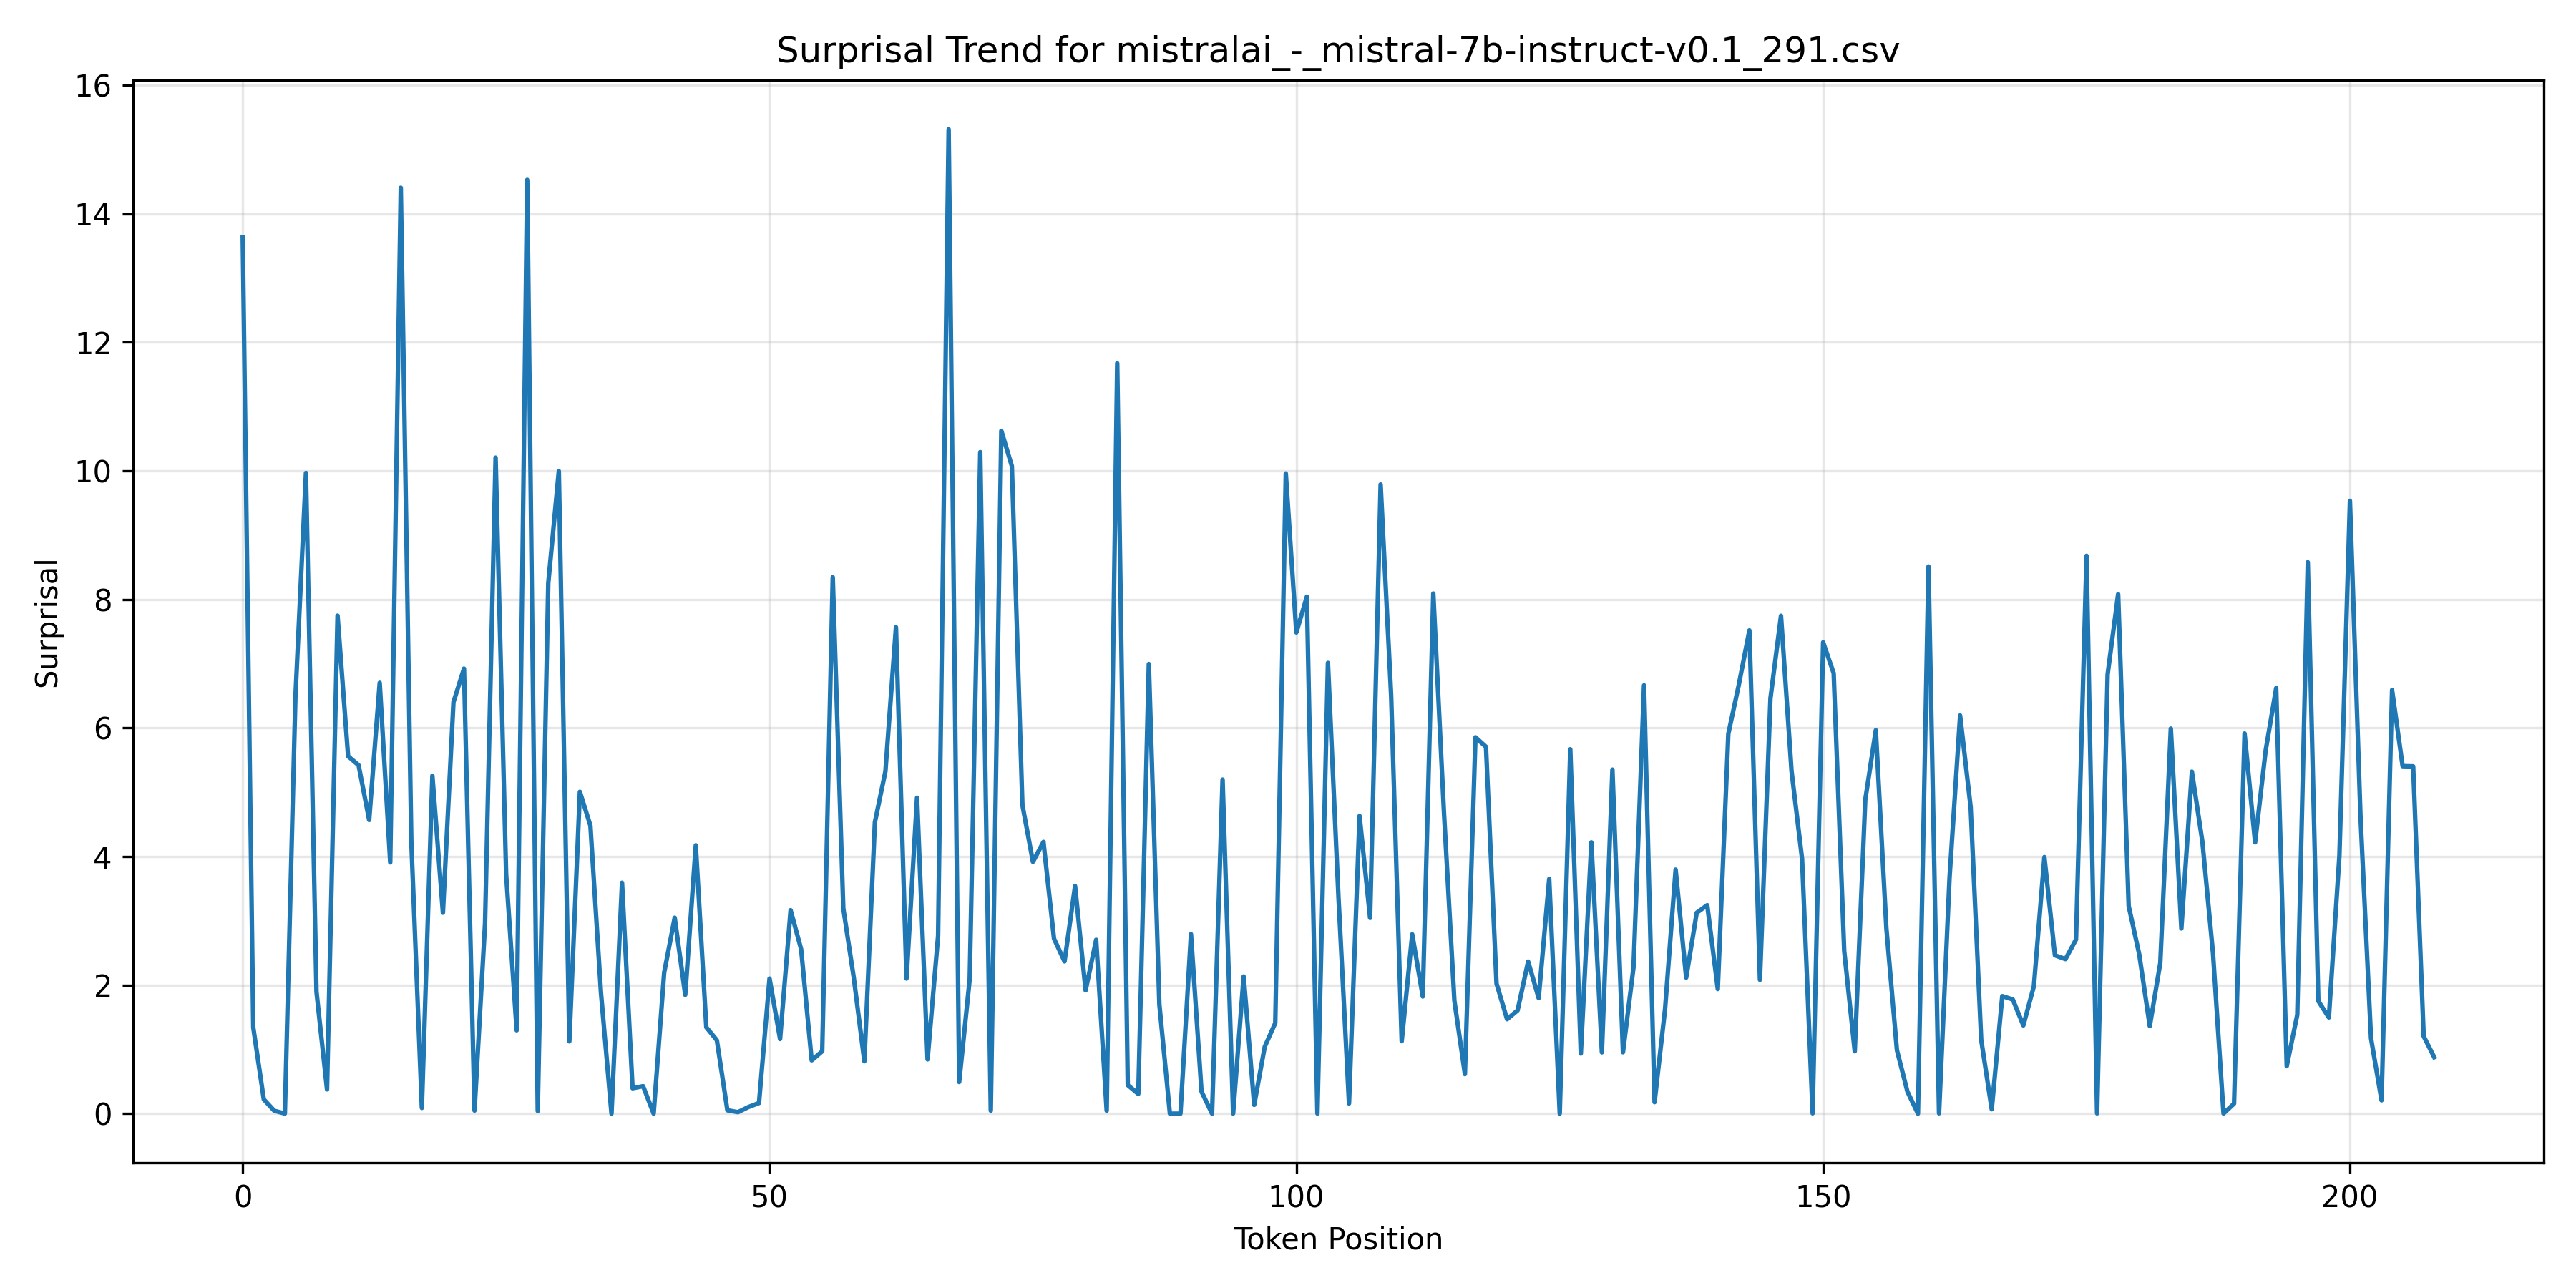 Surprisal Trend for mistralai_-_mistral-7b-instruct-v0.1_291.csv
16
14
12
10
8
6
4
2
0
Surprisal
0 50 100 150 200
Token Position